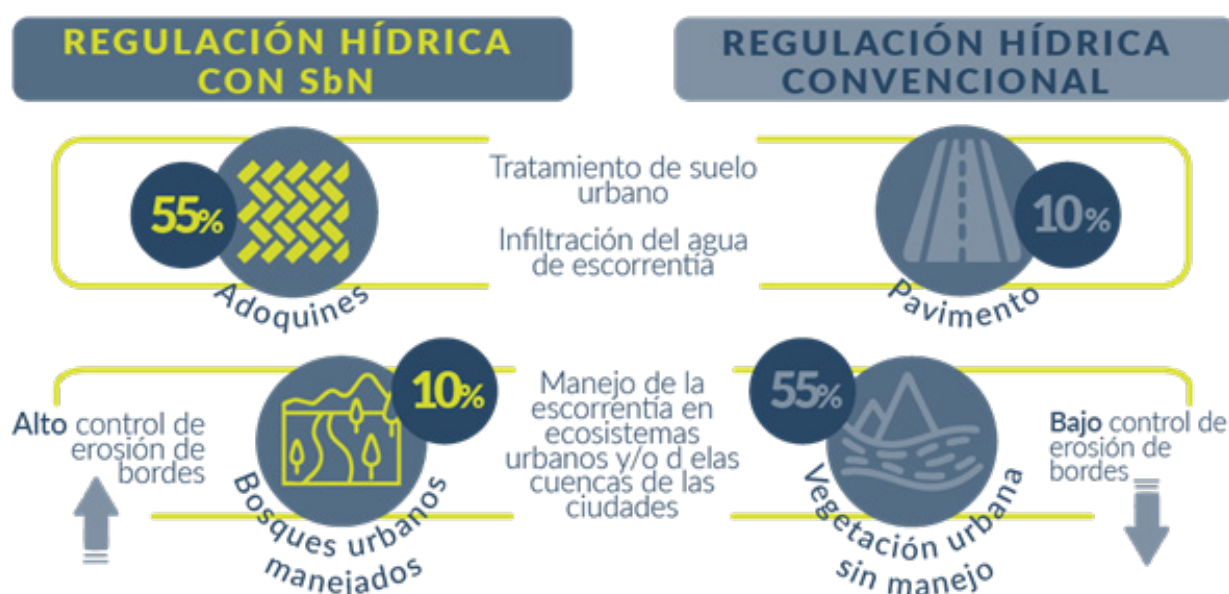 REGULACIÓN HÍDRICA
CON SbN
REGULACIÓN HÍDRICA
CONVENCIONAL
55%
Adoquines
Tratamiento de suelo
urbano
Infiltración del agua
de escorrentía
10%
Pavimento
Alto control de
erosión de
bordes
10%
Bosques urbanos
manejados
Manejo de la
escorrentía en
ecosistemas
urbanos y/o d elas
cuencas de las
ciudades
55%
Vegetación urbana
sin manejo
Bajo control de
erosión de
bordes